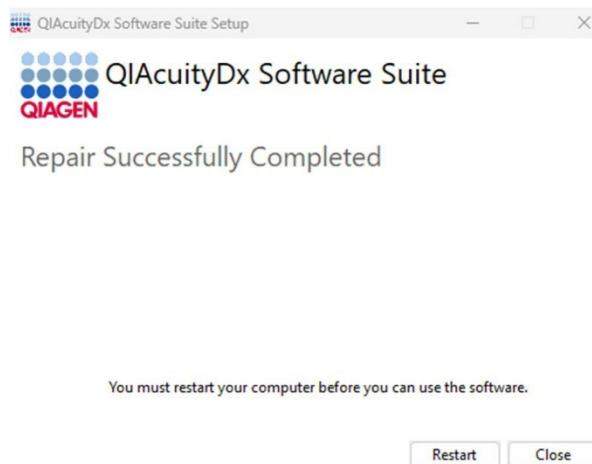 QIAcuityDx Software Suite Setup
QIAGEN
QIAcuityDx Software Suite
Repair Successfully Completed
You must restart your computer before you can use the software.
Restart
Close